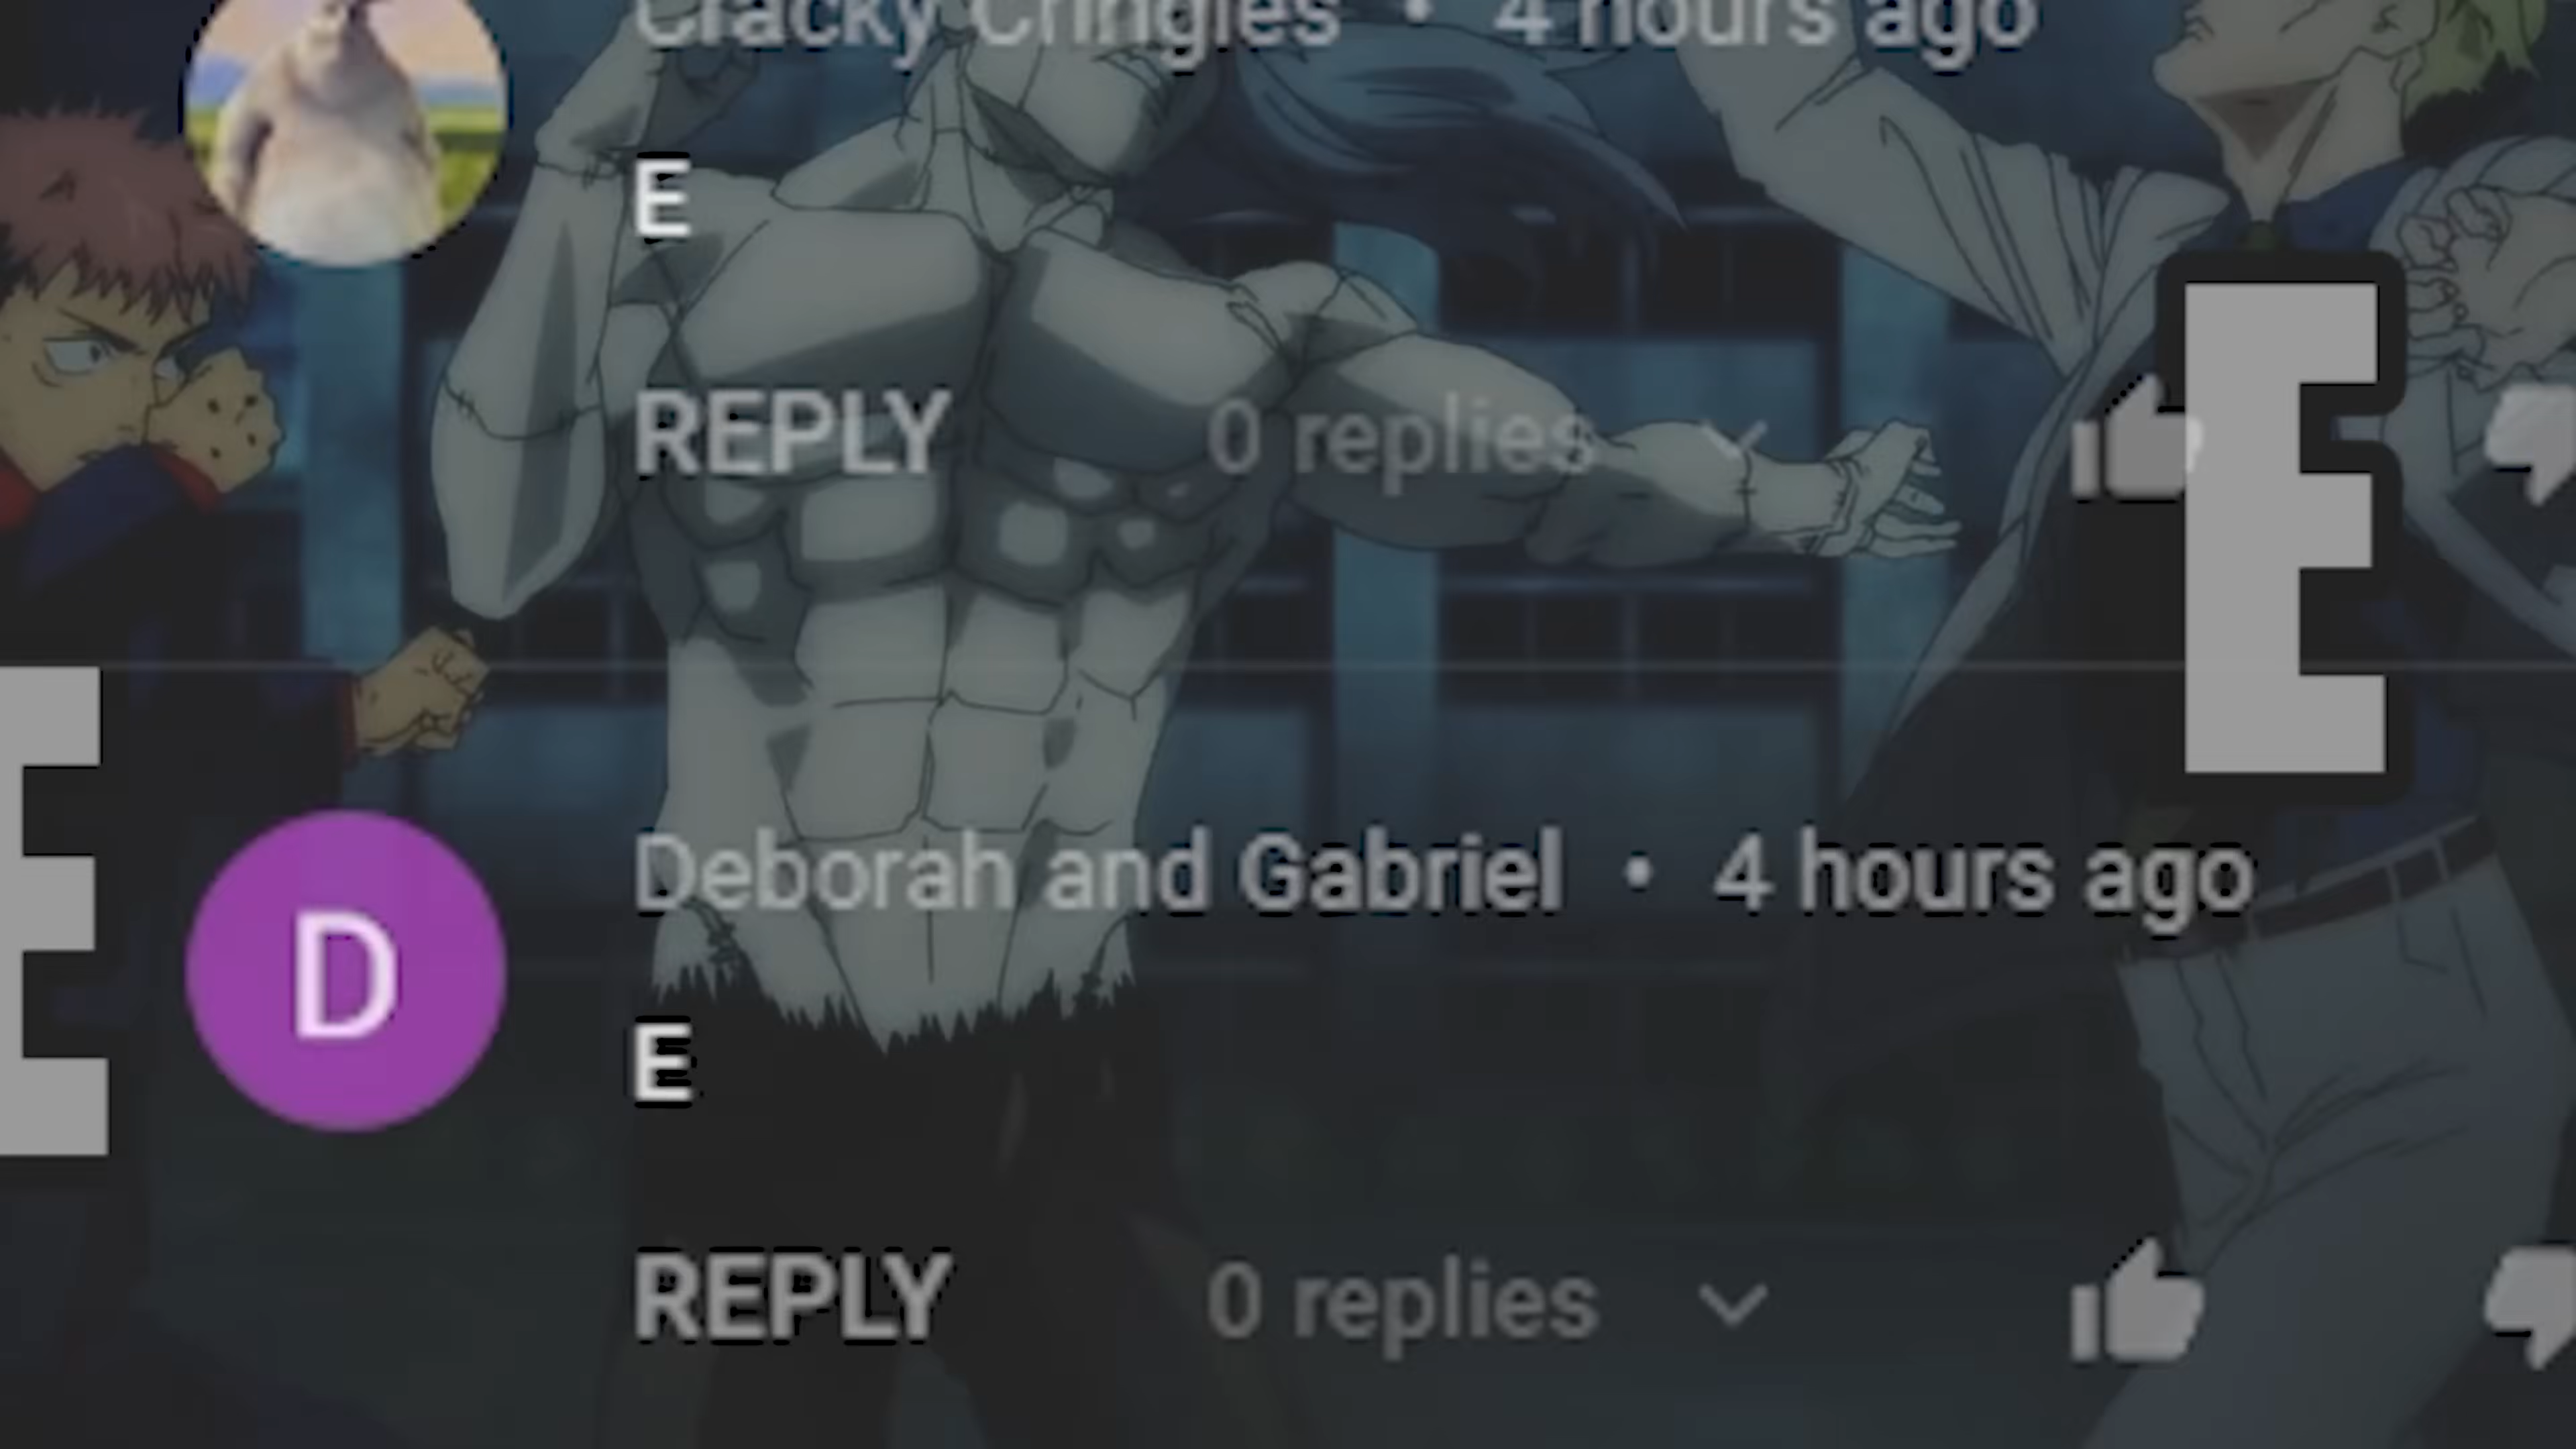 Cracky Cringles • 4 hours ago
E
REPLY 0 replies
E
E
D
Deborah and Gabriel • 4 hours ago
E
REPLY 0 replies